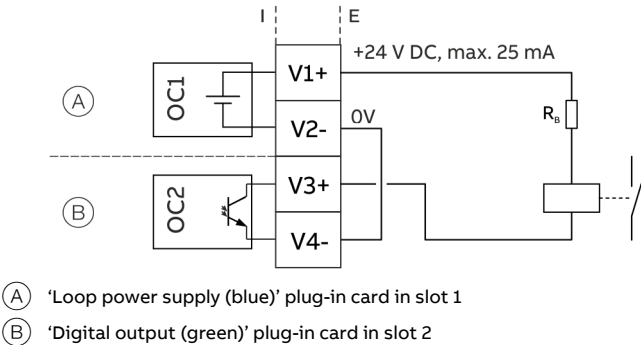 I E
+24 V DC, max. 25 mA
OC1
V1+
A
RB
V2-
0V
OC2
V3+
B
V4-
A 'Loop power supply (blue)' plug-in card in slot 1
B 'Digital output (green)' plug-in card in slot 2